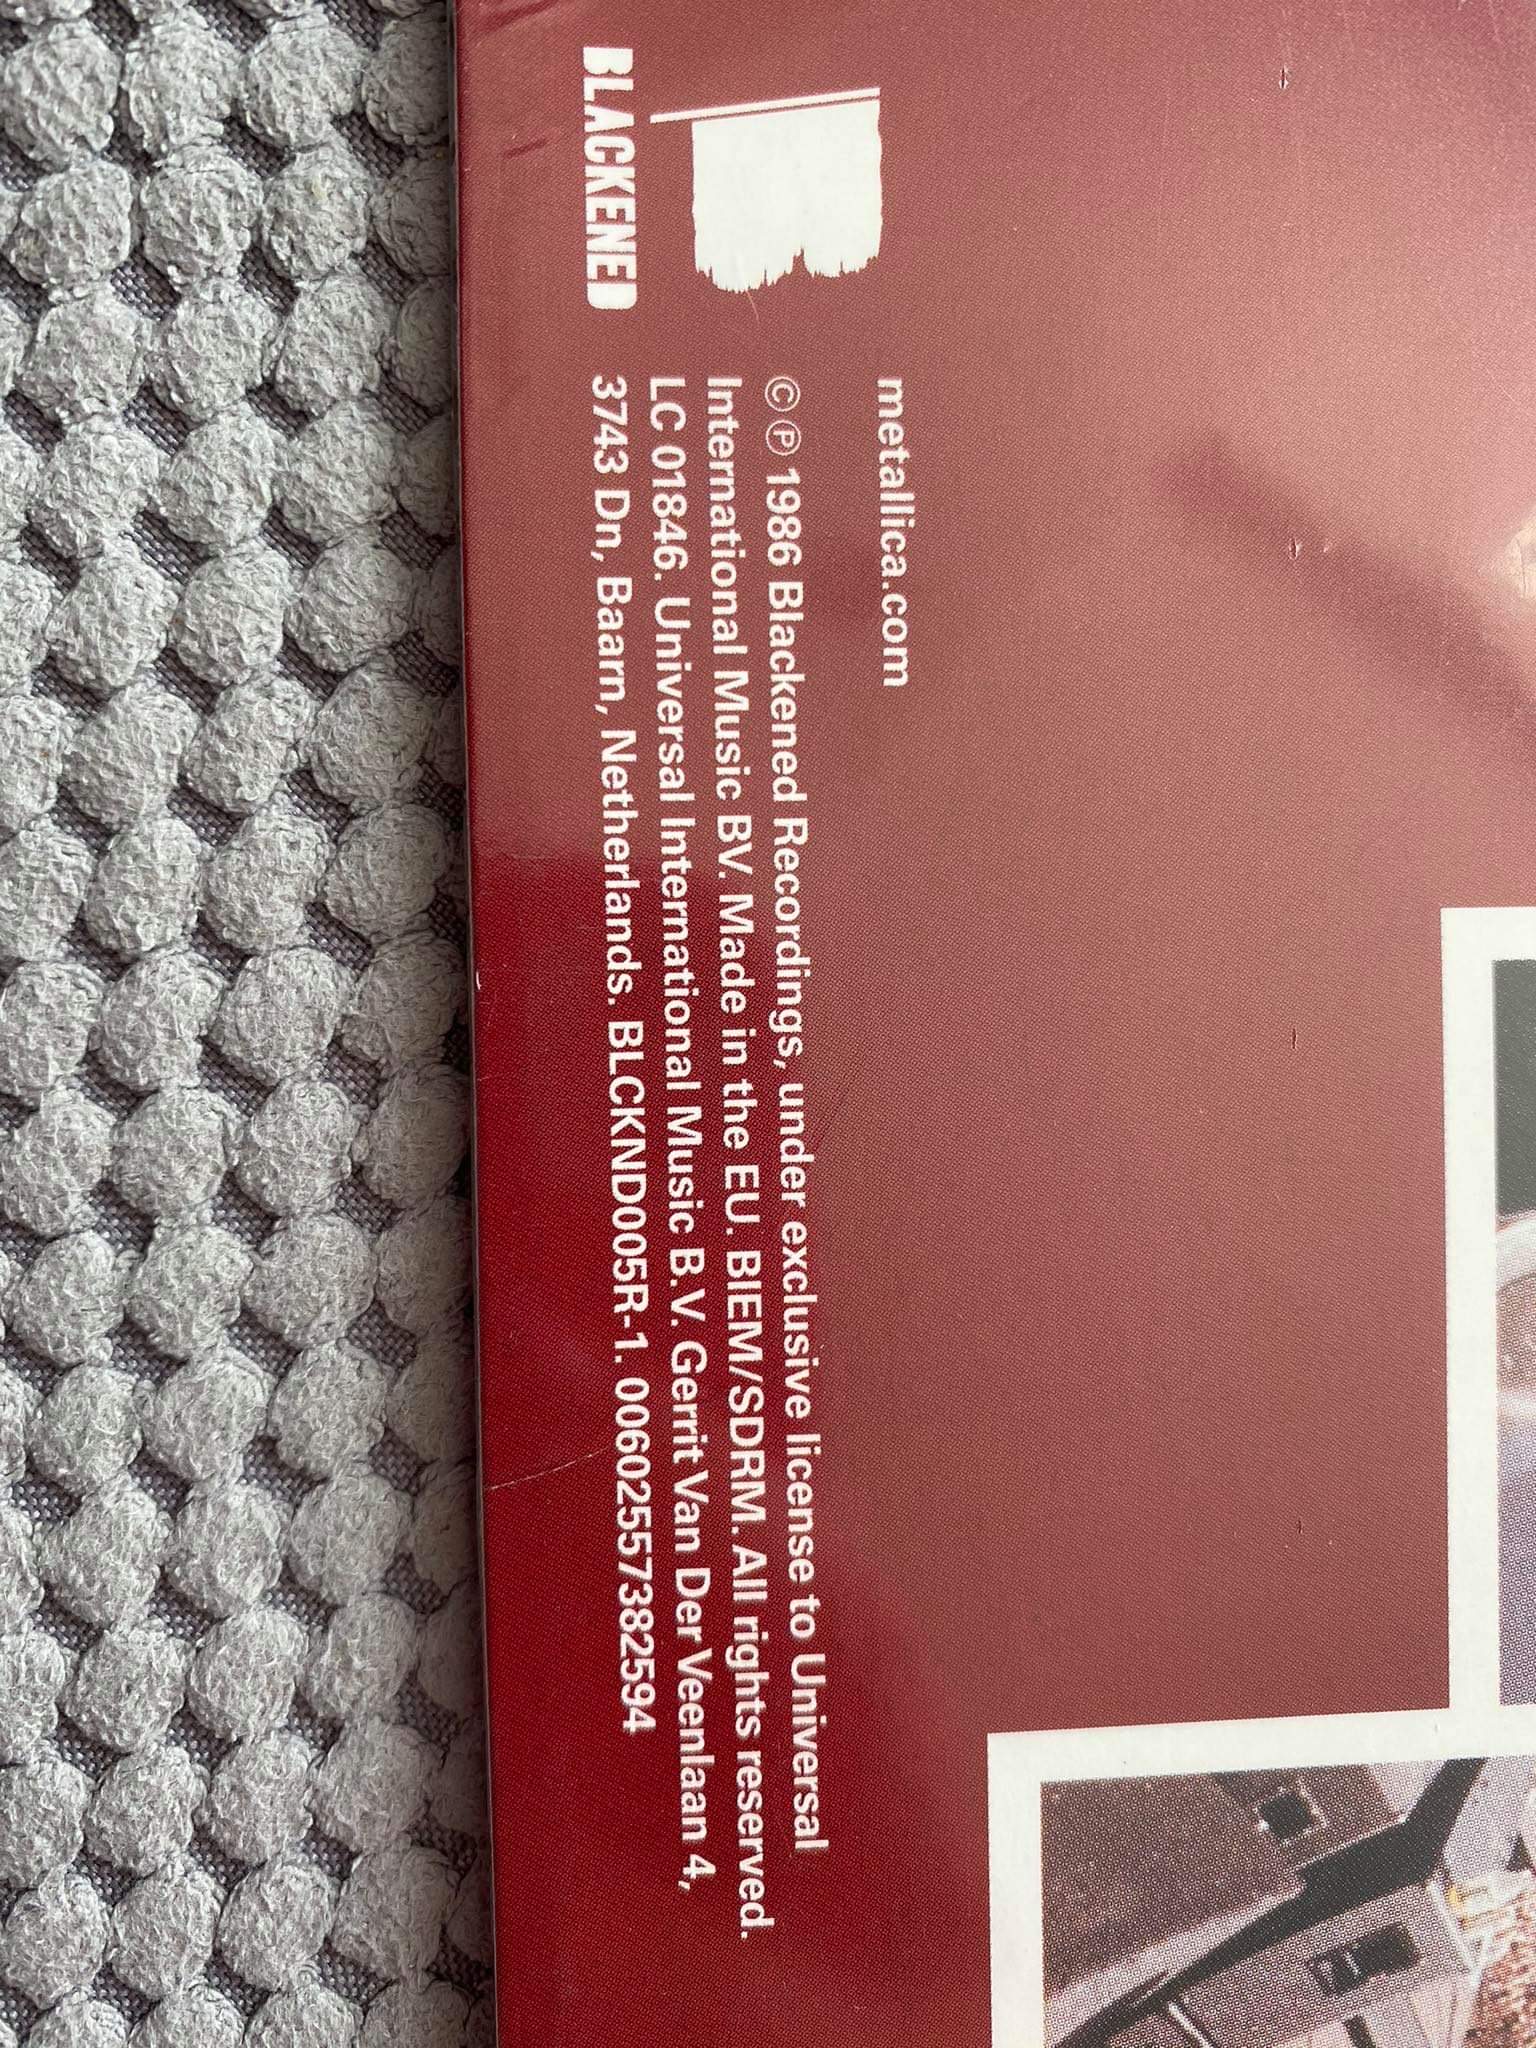 BLACKENED
metallica.com
©℗ 1986 Blackened Recordings, under exclusive license to Universal
International Music BV. Made in the EU. BIEM/SDRM. All rights reserved.
LC 01846. Universal International Music B.V. Gerrit Van Der Veenlaan 4,
3743 Dn, Baarn, Netherlands. BLCKND005R-1. 00602557382594